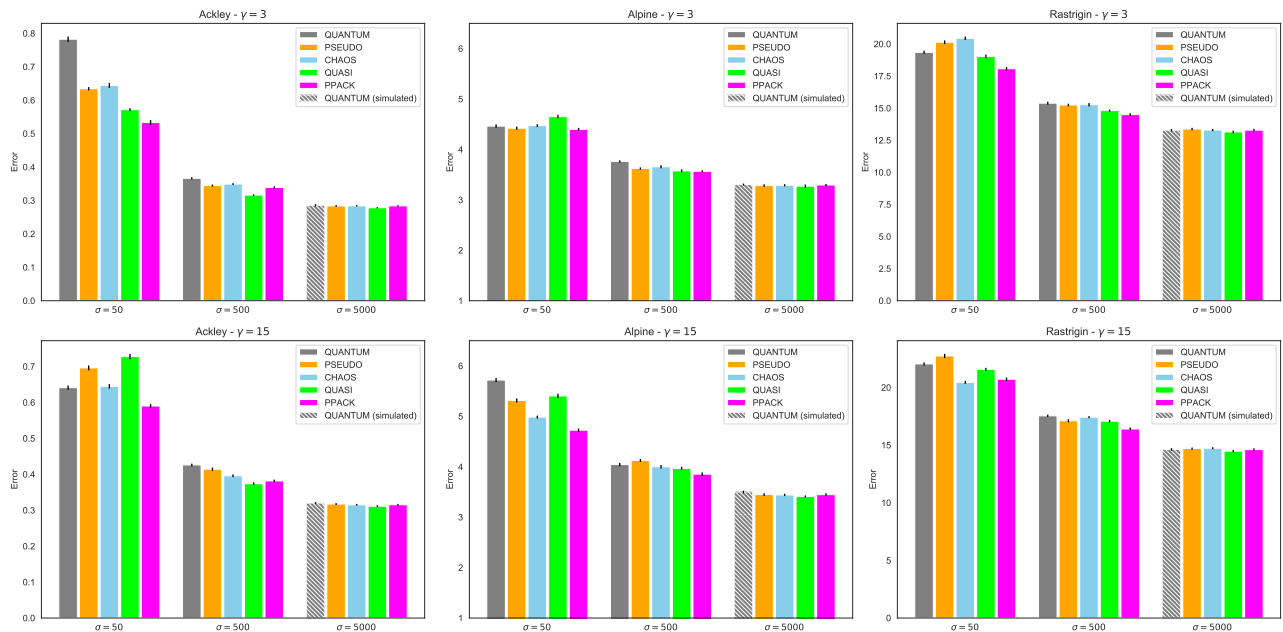 Ackley - γ = 3
Error
0.8
0.7
0.6
0.5
0.4
0.3
0.2
0.1
0.0
σ = 50
σ = 500
σ = 5000
QUANTUM
PSEUDO
CHAOS
QUASI
PPACK
QUANTUM (simulated)
Alpine - γ = 3
Error
6
5
4
3
2
1
σ = 50
σ = 500
σ = 5000
QUANTUM
PSEUDO
CHAOS
QUASI
PPACK
QUANTUM (simulated)
Rastrigin - γ = 3
Error
20.0
17.5
15.0
12.5
10.0
7.5
5.0
2.5
0.0
σ = 50
σ = 500
σ = 5000
QUANTUM
PSEUDO
CHAOS
QUASI
PPACK
QUANTUM (simulated)
Ackley - γ = 15
Error
0.7
0.6
0.5
0.4
0.3
0.2
0.1
0.0
σ = 50
σ = 500
σ = 5000
QUANTUM
PSEUDO
CHAOS
QUASI
PPACK
QUANTUM (simulated)
Alpine - γ = 15
Error
6
5
4
3
2
1
σ = 50
σ = 500
σ = 5000
QUANTUM
PSEUDO
CHAOS
QUASI
PPACK
QUANTUM (simulated)
Rastrigin - γ = 15
Error
20
15
10
5
0
σ = 50
σ = 500
σ = 5000
QUANTUM
PSEUDO
CHAOS
QUASI
PPACK
QUANTUM (simulated)